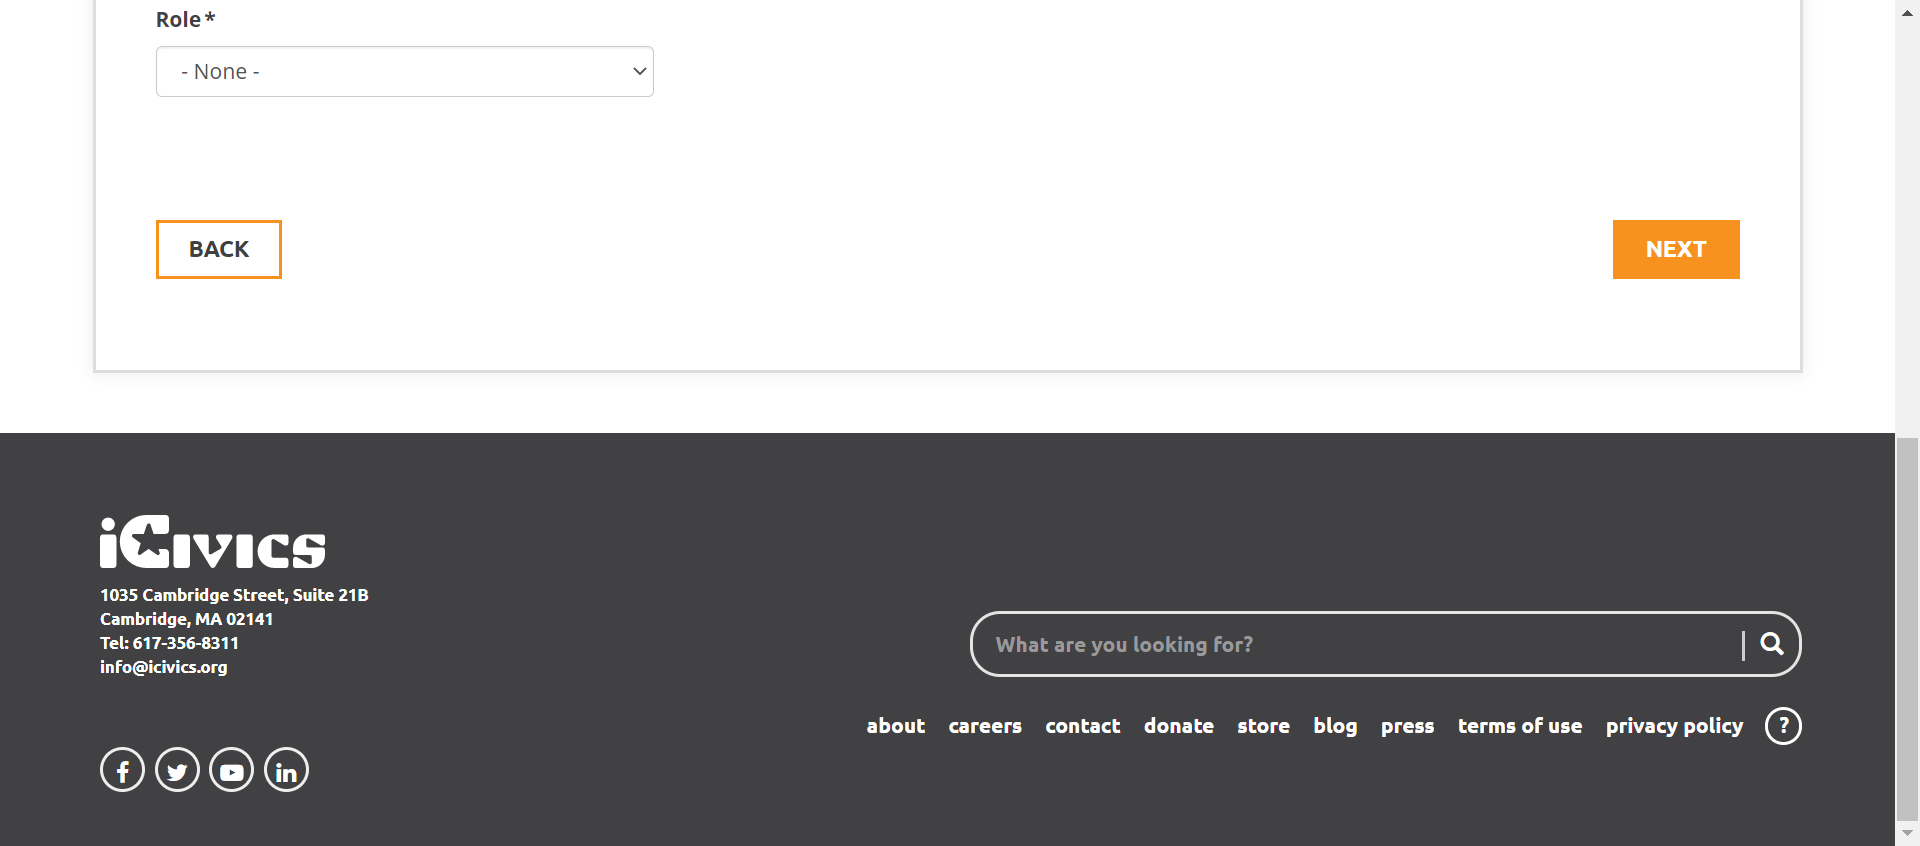 Role*
- None -
BACK
NEXT
iCivics
1035 Cambridge Street, Suite 21B
Cambridge, MA 02141
Tel: 617-356-8311
info@icivics.org
What are you looking for?
about careers contact donate store blog press terms of use privacy policy ?